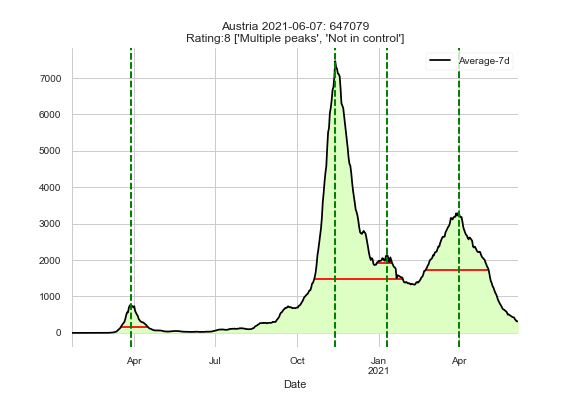 Austria 2021-06-07: 647079
Rating:8 ['Multiple peaks', 'Not in control']
Average-7d
7000
6000
5000
4000
3000
2000
1000
0
Apr
Jul
Oct
Jan
2021
Apr
Date